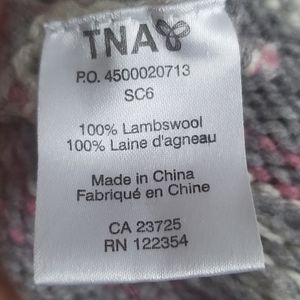 TNA
P.O. 4500020713
SC6
100% Lambswool
100% Laine d'agneau
Made in China
Fabriqué en Chine
CA 23725
RN 122354